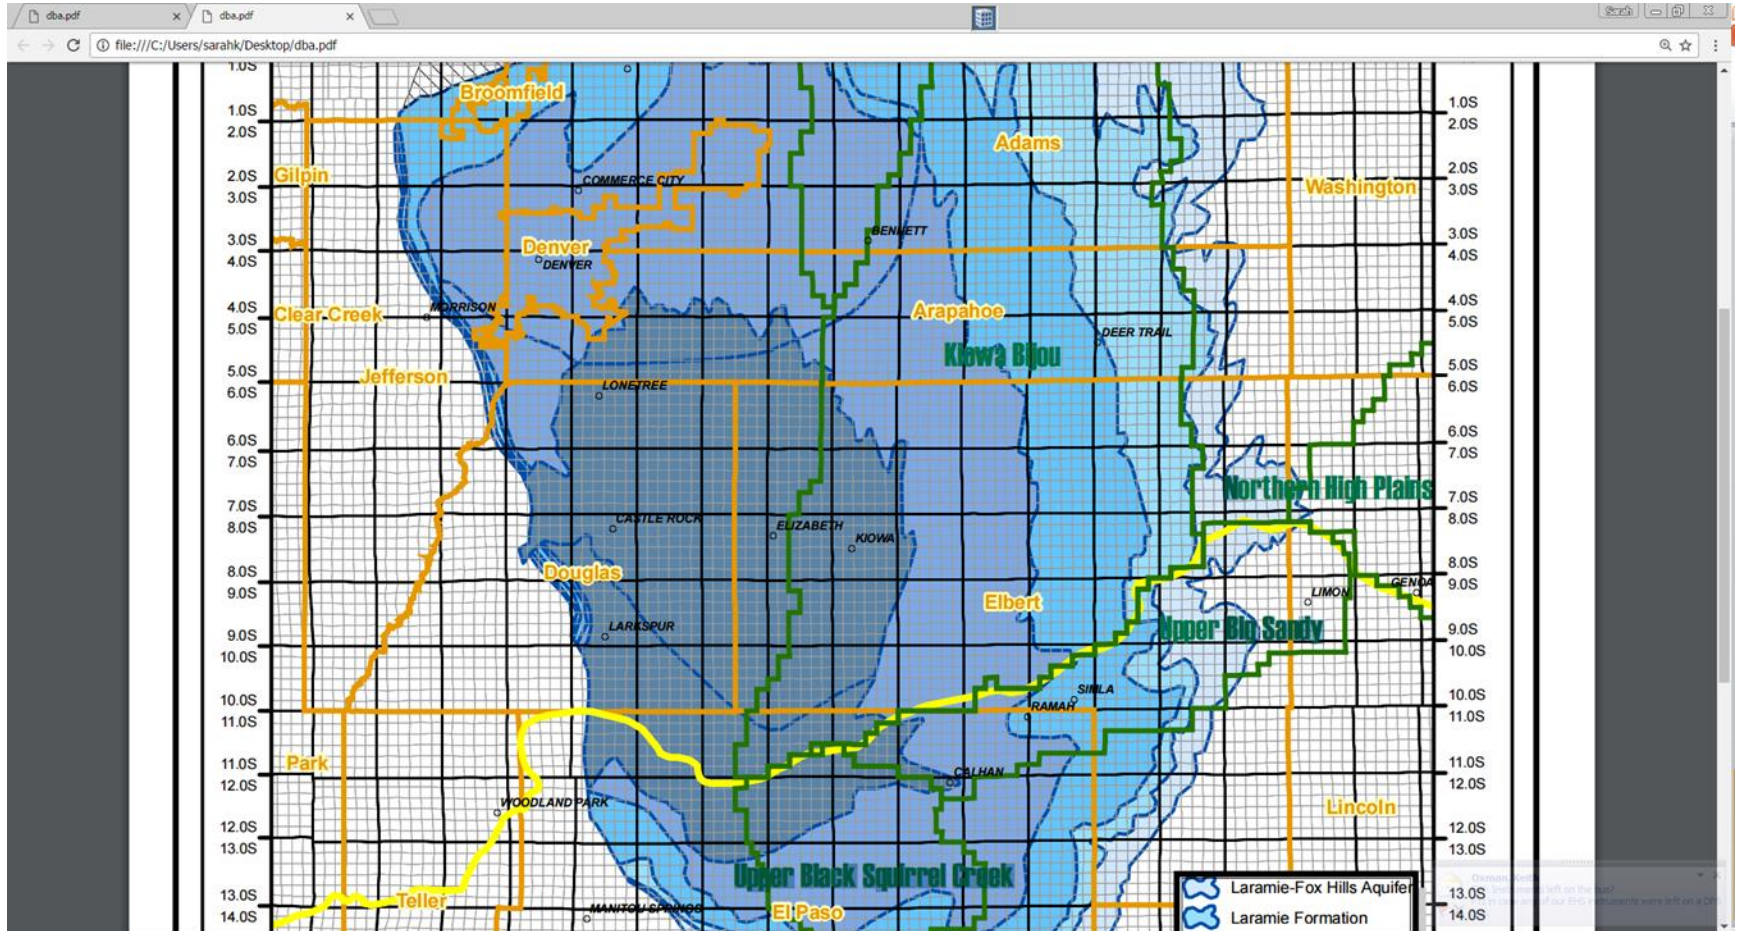 dba.pdf
dba.pdf
Sarah
file:///C:/Users/sarahk/Desktop/dba.pdf
1.0S
Broomfield
1.0S
1.0S
2.0S
2.0S
Adams
Gilpin
2.0S
COMMERCE CITY
Washington
2.0S
3.0S
3.0S
BENNETT
3.0S
Denver
3.0S
4.0S
DENVER
4.0S
MORRISON
4.0S
Clear Creek
Arapahoe
4.0S
5.0S
5.0S
DEER TRAIL
Kiowa Bijou
5.0S
Jefferson
5.0S
6.0S
LONETREE
6.0S
6.0S
6.0S
7.0S
7.0S
Northern High Plains
7.0S
7.0S
8.0S
CASTLE ROCK
ELIZABETH
8.0S
KIOWA
8.0S
Douglas
8.0S
9.0S
GENOA
9.0S
Elbert
LIMON
9.0S
LARKSPUR
Upper Big Sandy
9.0S
10.0S
10.0S
10.0S
SIMLA
10.0S
11.0S
RAMAH
11.0S
Park
11.0S
11.0S
12.0S
CALHAN
12.0S
WOODLAND PARK
Lincoln
12.0S
12.0S
13.0S
13.0S
Upper Black Squirrel Creek
13.0S
Teller
Laramie-Fox Hills Aquifer
13.0S
14.0S
MANITOU SPRINGS
El Paso
Laramie Formation
14.0S